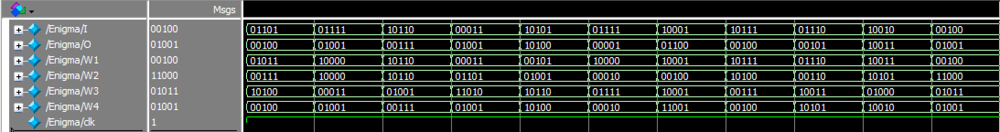 Msgs
/Enigma/I 00100 01101 01111 10110 00011 10101 01111 10001 10111 01110 10010 00100
/Enigma/O 01001 00100 01001 00111 01001 10100 00001 01100 00100 00101 10011 01001
/Enigma/W1 00100 01011 10000 10110 00011 00101 10000 10001 10111 01110 10011 00100
/Enigma/W2 11000 00111 10000 10110 01101 01001 00010 00100 10100 00110 10101 11000
/Enigma/W3 01011 10100 00011 01001 11010 10110 01111 10001 00111 10011 01000 01011
/Enigma/W4 01001 00100 01001 00111 01001 10100 00010 11001 00100 10101 10010 01001
/Enigma/clk 1